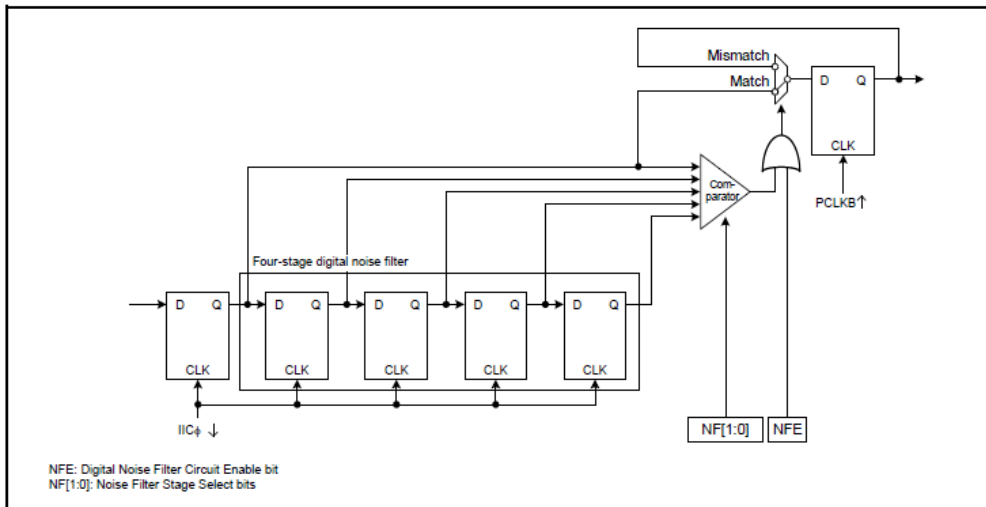 Mismatch
Match
D Q
CLK
PCLKB↑
Com-
parator
Four-stage digital noise filter
D Q D Q D Q D Q D Q
CLK CLK CLK CLK CLK
IICϕ ↓
NF[1:0] NFE
NFE: Digital Noise Filter Circuit Enable bit
NF[1:0]: Noise Filter Stage Select bits